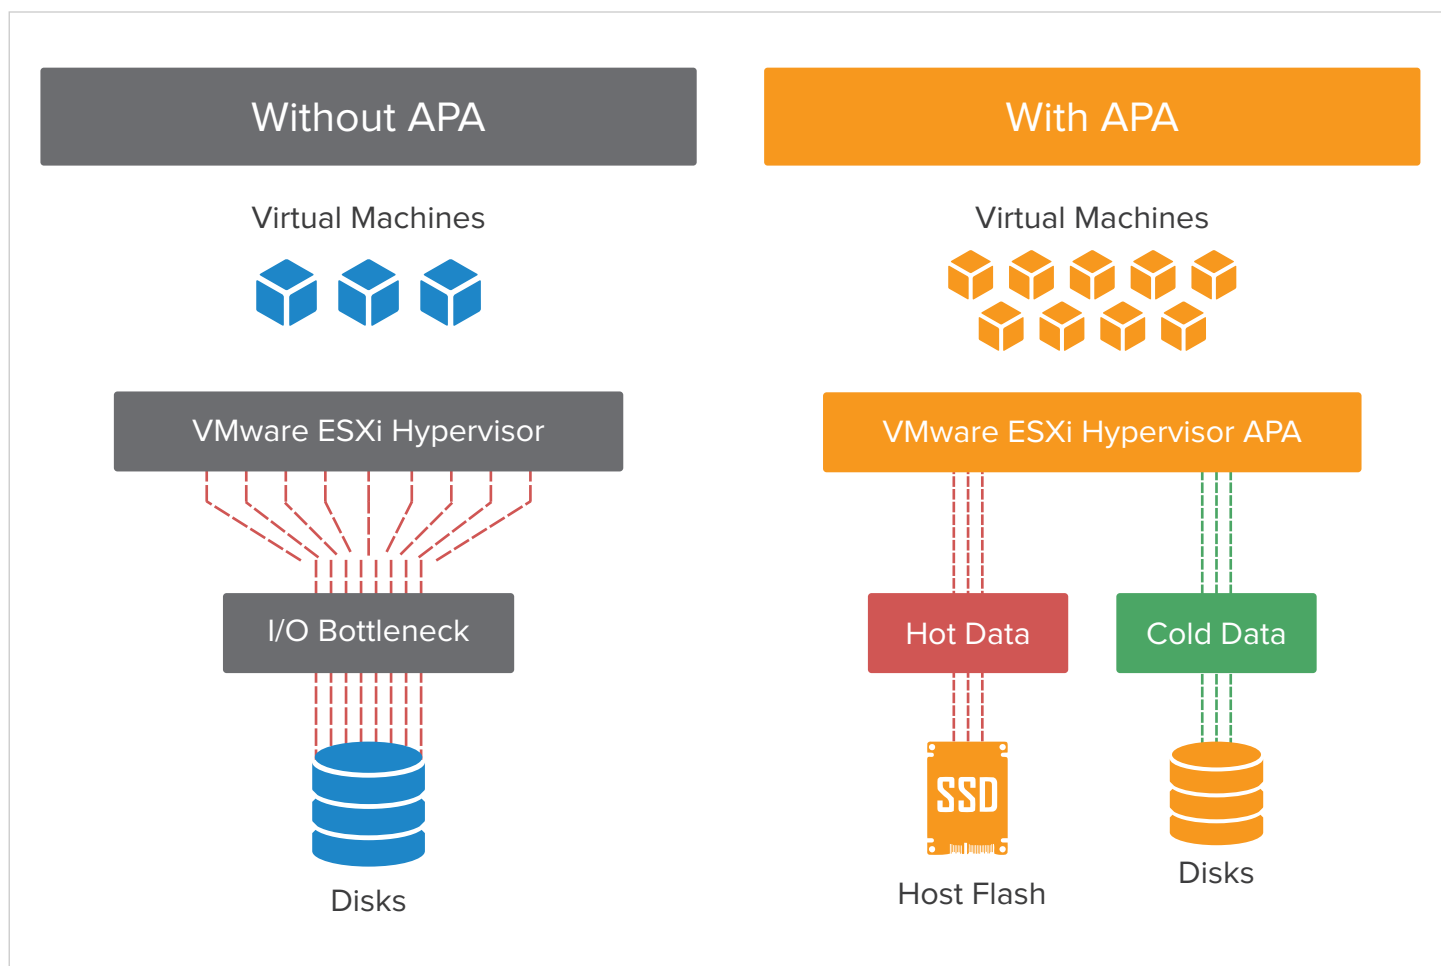 Without APA
Virtual Machines
VMware ESXi Hypervisor
I/O Bottleneck
Disks
With APA
Virtual Machines
VMware ESXi Hypervisor APA
Hot Data
Cold Data
SSD
Host Flash
Disks